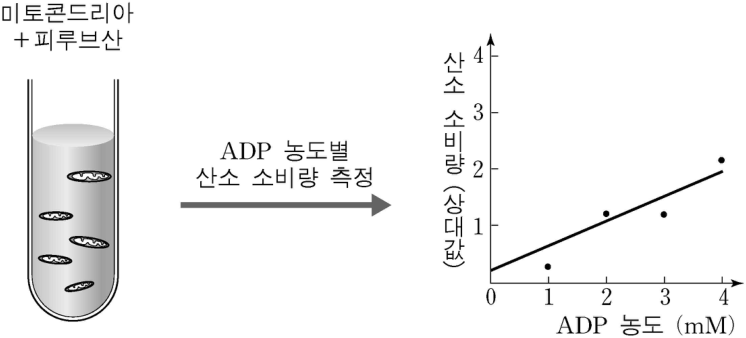 미토콘드리아
+피루브산
ADP 농도별
산소 소비량 측정
산소 소비량 (상대값)
4
3
2
1
0 1 2 3 4
ADP 농도 (mM)